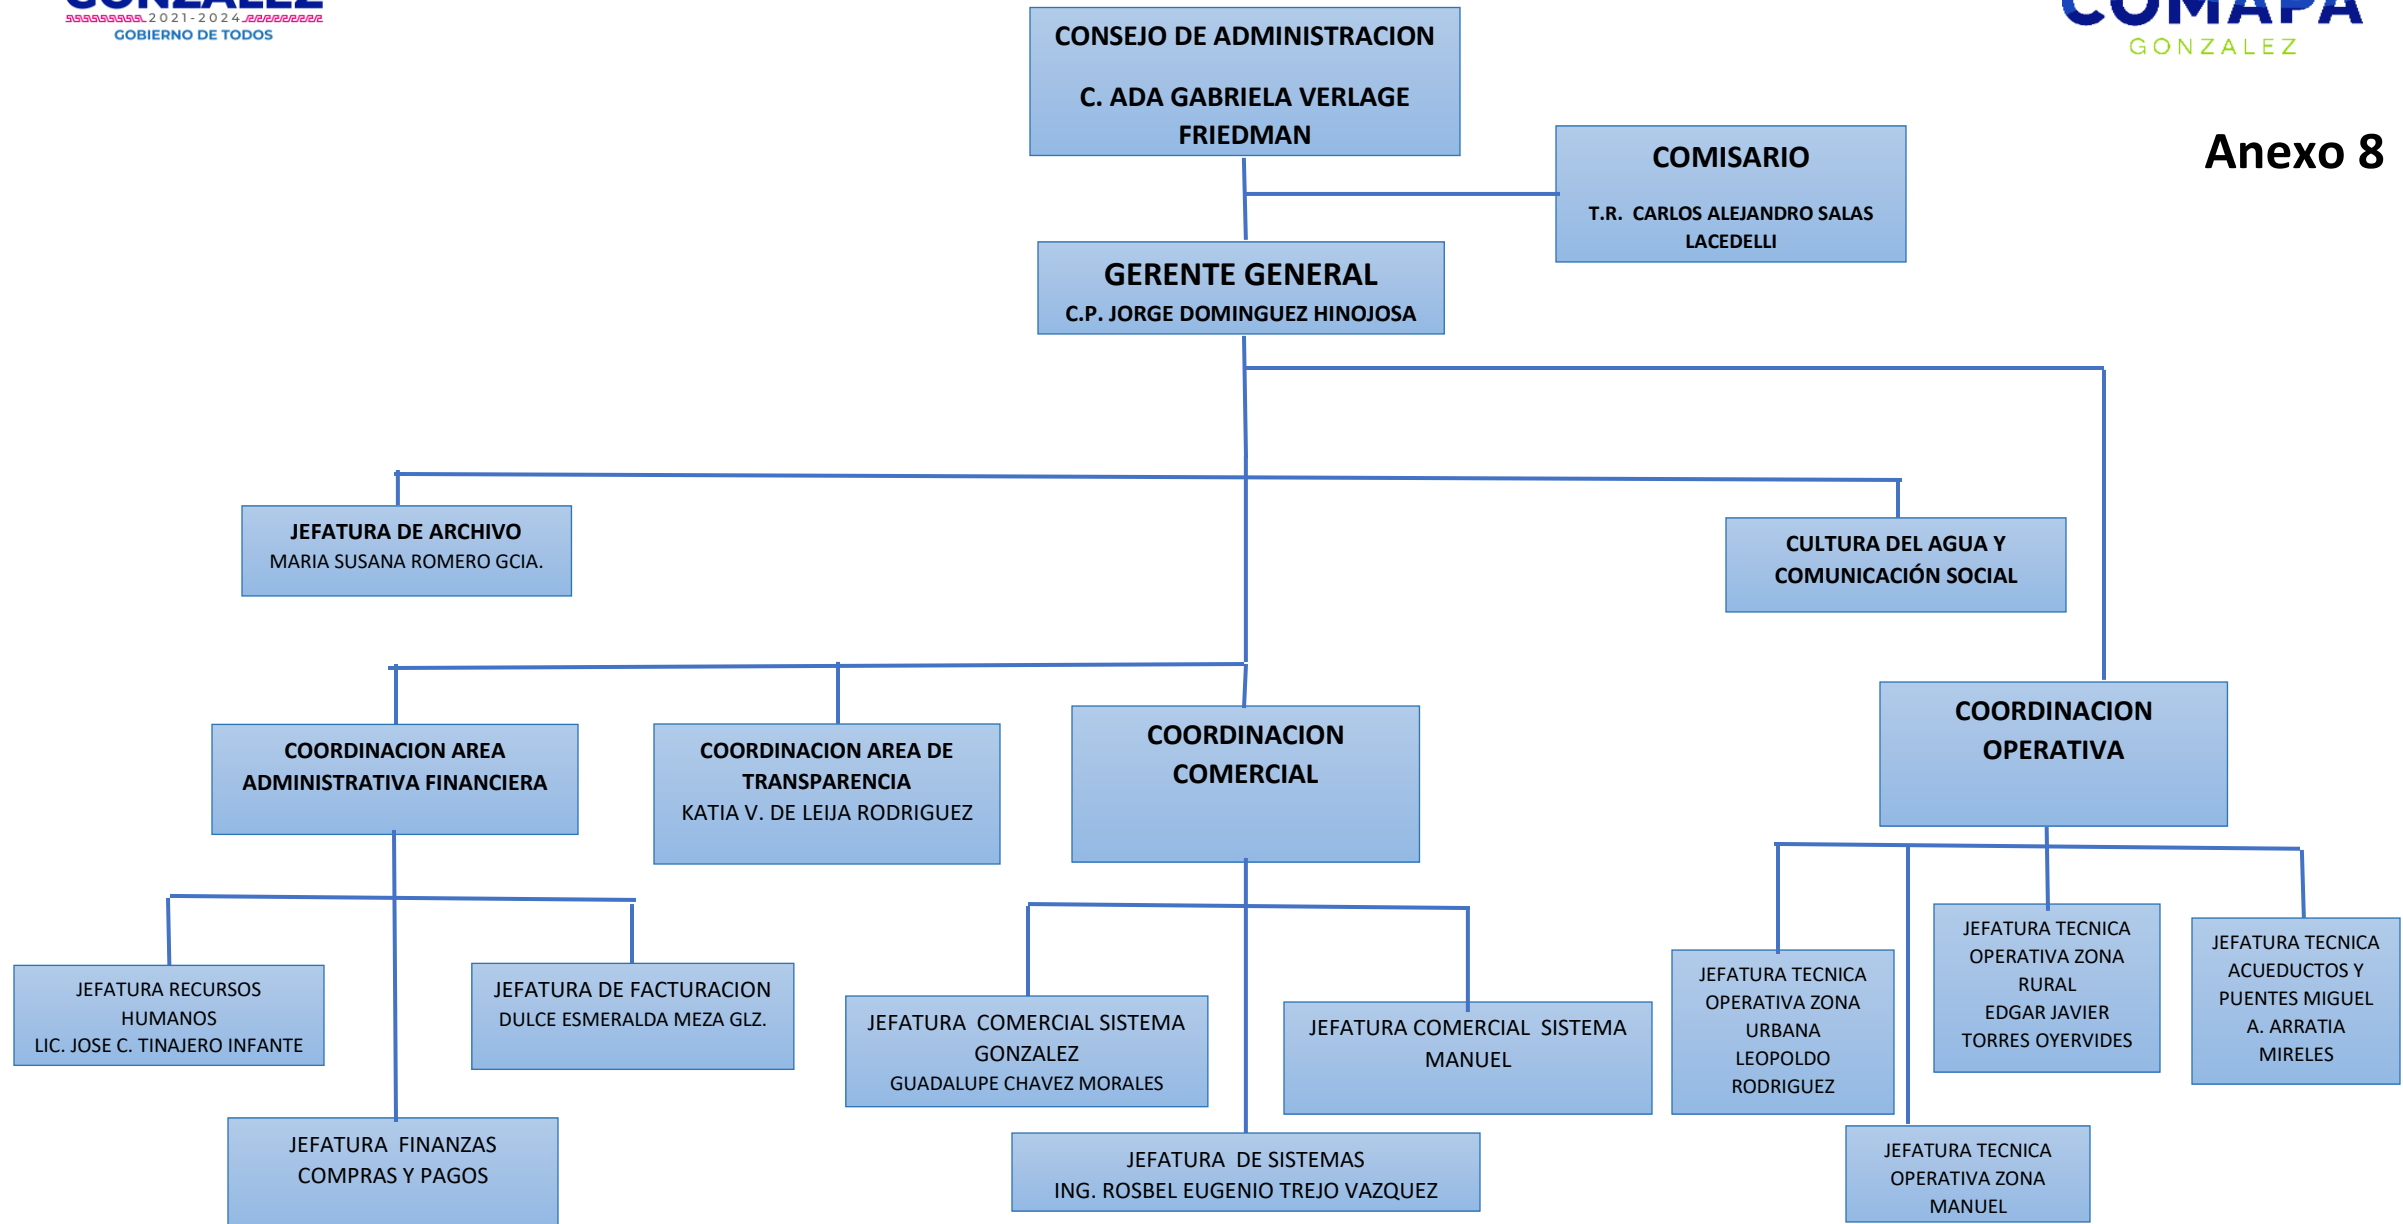 GONZALEZ
2021-2024
GOBIERNO DE TODOS
COMAPA
GONZALEZ
Anexo 8
CONSEJO DE ADMINISTRACION
C. ADA GABRIELA VERLAGE
FRIEDMAN
COMISARIO
T.R. CARLOS ALEJANDRO SALAS
LACEDELLI
GERENTE GENERAL
C.P. JORGE DOMINGUEZ HINOJOSA
JEFATURA DE ARCHIVO
MARIA SUSANA ROMERO GCIA.
CULTURA DEL AGUA Y
COMUNICACIÓN SOCIAL
COORDINACION AREA
ADMINISTRATIVA FINANCIERA
COORDINACION AREA DE
TRANSPARENCIA
KATIA V. DE LEIJA RODRIGUEZ
COORDINACION
COMERCIAL
COORDINACION
OPERATIVA
JEFATURA RECURSOS
HUMANOS
LIC. JOSE C. TINAJERO INFANTE
JEFATURA DE FACTURACION
DULCE ESMERALDA MEZA GLZ.
JEFATURA FINANZAS
COMPRAS Y PAGOS
JEFATURA COMERCIAL SISTEMA
GONZALEZ
GUADALUPE CHAVEZ MORALES
JEFATURA COMERCIAL SISTEMA
MANUEL
JEFATURA DE SISTEMAS
ING. ROSBEL EUGENIO TREJO VAZQUEZ
JEFATURA TECNICA
OPERATIVA ZONA
URBANA
LEOPOLDO
RODRIGUEZ
JEFATURA TECNICA
OPERATIVA ZONA
RURAL
EDGAR JAVIER
TORRES OYERVIDES
JEFATURA TECNICA
ACUEDUCTOS Y
PUENTES MIGUEL
A. ARRATIA
MIRELES
JEFATURA TECNICA
OPERATIVA ZONA
MANUEL